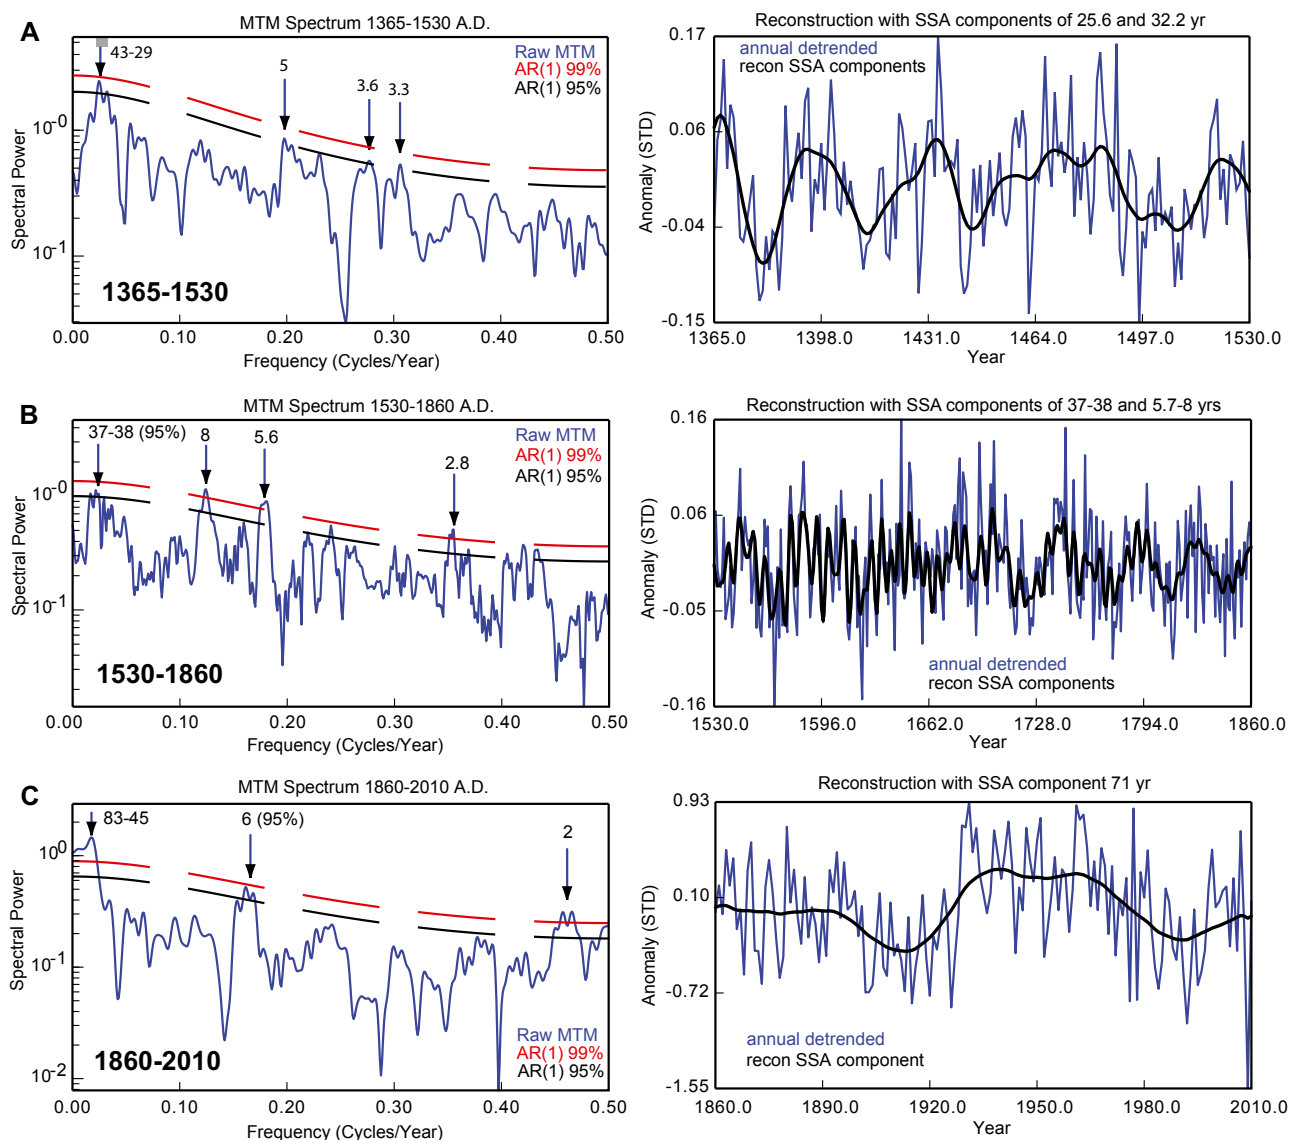 A
MTM Spectrum 1365-1530 A.D.
43-29
5
3.6
3.3
Raw MTM
AR(1) 99%
AR(1) 95%
Spectral Power
10^-0
10^-1
1365-1530
0.00 0.10 0.20 0.30 0.40 0.50
Frequency (Cycles/Year)
Reconstruction with SSA components of 25.6 and 32.2 yr
annual detrended
recon SSA components
Anomaly (STD)
0.17
0.06
-0.04
-0.15
1365.0 1398.0 1431.0 1464.0 1497.0 1530.0
Year
B
MTM Spectrum 1530-1860 A.D.
37-38 (95%)
8
5.6
2.8
Raw MTM
AR(1) 99%
AR(1) 95%
Spectral Power
10^-0
10^-1
1530-1860
0.00 0.10 0.20 0.30 0.40 0.50
Frequency (Cycles/Year)
Reconstruction with SSA components of 37-38 and 5.7-8 yrs
Anomaly (STD)
0.16
0.06
-0.05
-0.16
annual detrended
recon SSA components
1530.0 1596.0 1662.0 1728.0 1794.0 1860.0
Year
C
MTM Spectrum 1860-2010 A.D.
83-45
6 (95%)
2
Spectral Power
10^0
10^-1
10^-2
Raw MTM
AR(1) 99%
AR(1) 95%
1860-2010
0.00 0.10 0.20 0.30 0.40 0.50
Frequency (Cycles/Year)
Reconstruction with SSA component 71 yr
Anomaly (STD)
0.93
0.10
-0.72
-1.55
annual detrended
recon SSA component
1860.0 1890.0 1920.0 1950.0 1980.0 2010.0
Year